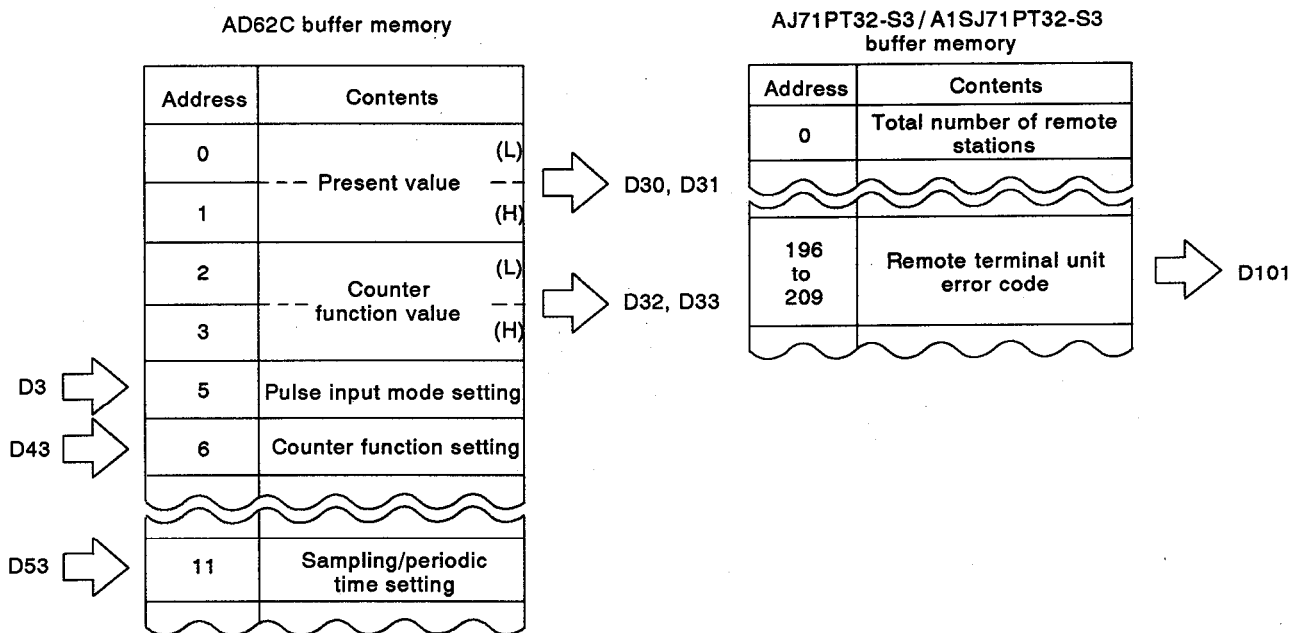 AD62C buffer memory
Address Contents
0 (L)
Present value
1 (H)
D30, D31
2 (L)
Counter
function value
3 (H)
D32, D33
D3
5 Pulse input mode setting
D43
6 Counter function setting
D53
11 Sampling/periodic
time setting
AJ71PT32-S3/A1SJ71PT32-S3
buffer memory
Address Contents
0 Total number of remote
stations
196
to
209
Remote terminal unit
error code
D101